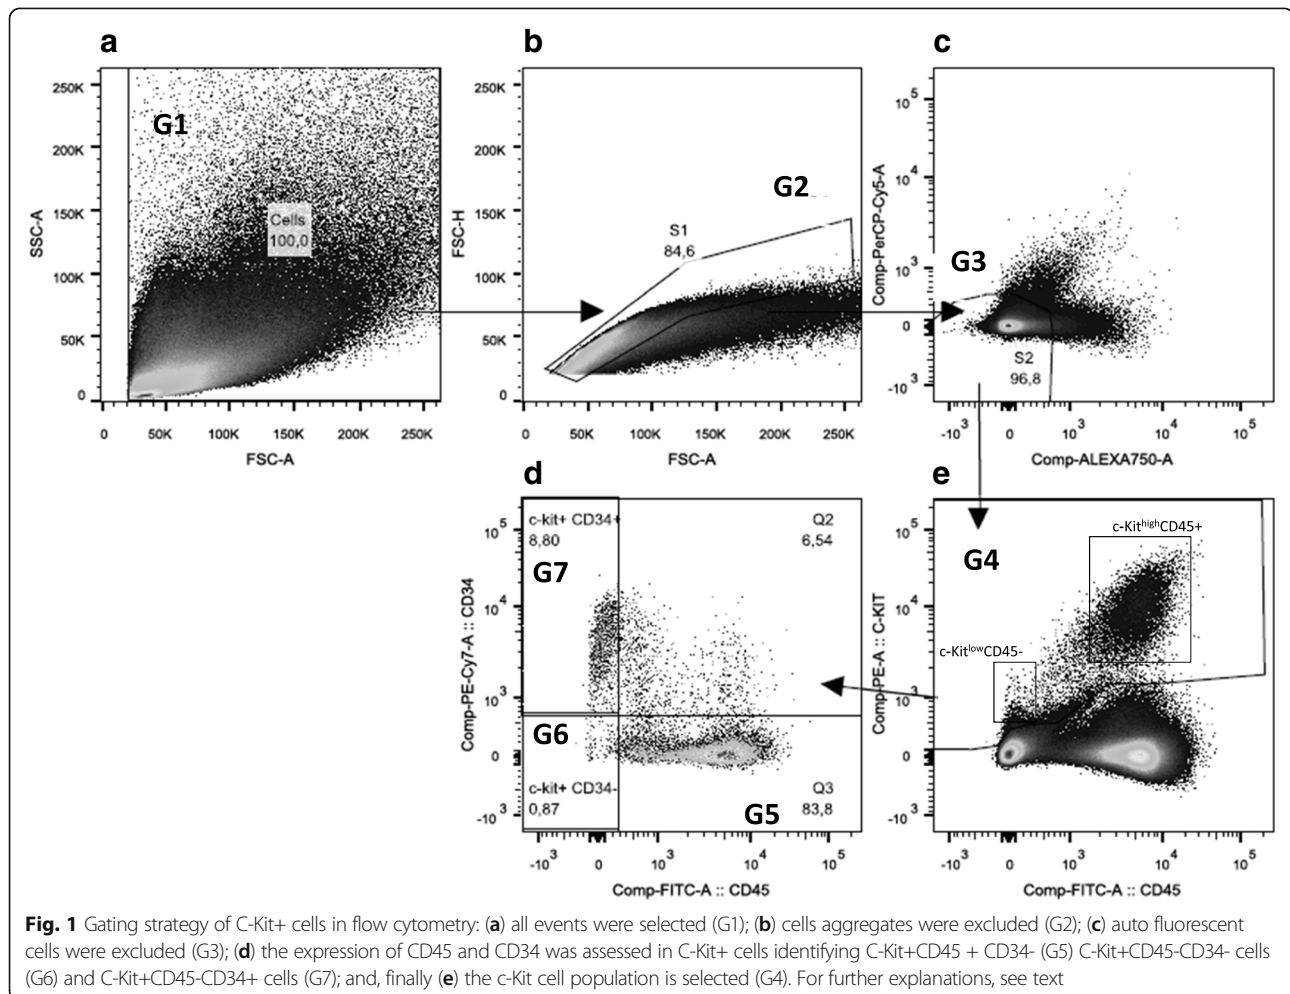 a
250K
200K
150K
100K
50K
0
SSC-A
G1
Cells
100,0
0 50K 100K 150K 200K 250K
FSC-A
b
250K
200K
150K
100K
50K
0
FSC-H
G2
S1
84,6
0 50K 100K 150K 200K 250K
FSC-A
c
10^5
10^4
10^3
0
-10^3
Comp-PerCP-Cy5-A
G3
S2
96,8
-10^3 0 10^3 10^4 10^5
Comp-ALEXA750-A
d
10^5
10^4
10^3
0
-10^3
Comp-PE-Cy7-A :: CD34
c-kit+ CD34+
8,80
G7
Q2
6,54
G6
c-kit+ CD34-
0,87
G5
Q3
83,8
-10^3 0 10^3 10^4 10^5
Comp-FITC-A :: CD45
e
10^5
10^4
10^3
0
-10^3
Comp-PE-A :: C-KIT
G4
c-Kit^highCD45+
c-Kit^lowCD45-
-10^3 0 10^3 10^4 10^5
Comp-FITC-A :: CD45
Fig. 1 Gating strategy of C-Kit+ cells in flow cytometry: (a) all events were selected (G1); (b) cells aggregates were excluded (G2); (c) auto fluorescent
cells were excluded (G3); (d) the expression of CD45 and CD34 was assessed in C-Kit+ cells identifying C-Kit+CD45 + CD34- (G5) C-Kit+CD45-CD34- cells
(G6) and C-Kit+CD45-CD34+ cells (G7); and, finally (e) the c-Kit cell population is selected (G4). For further explanations, see text